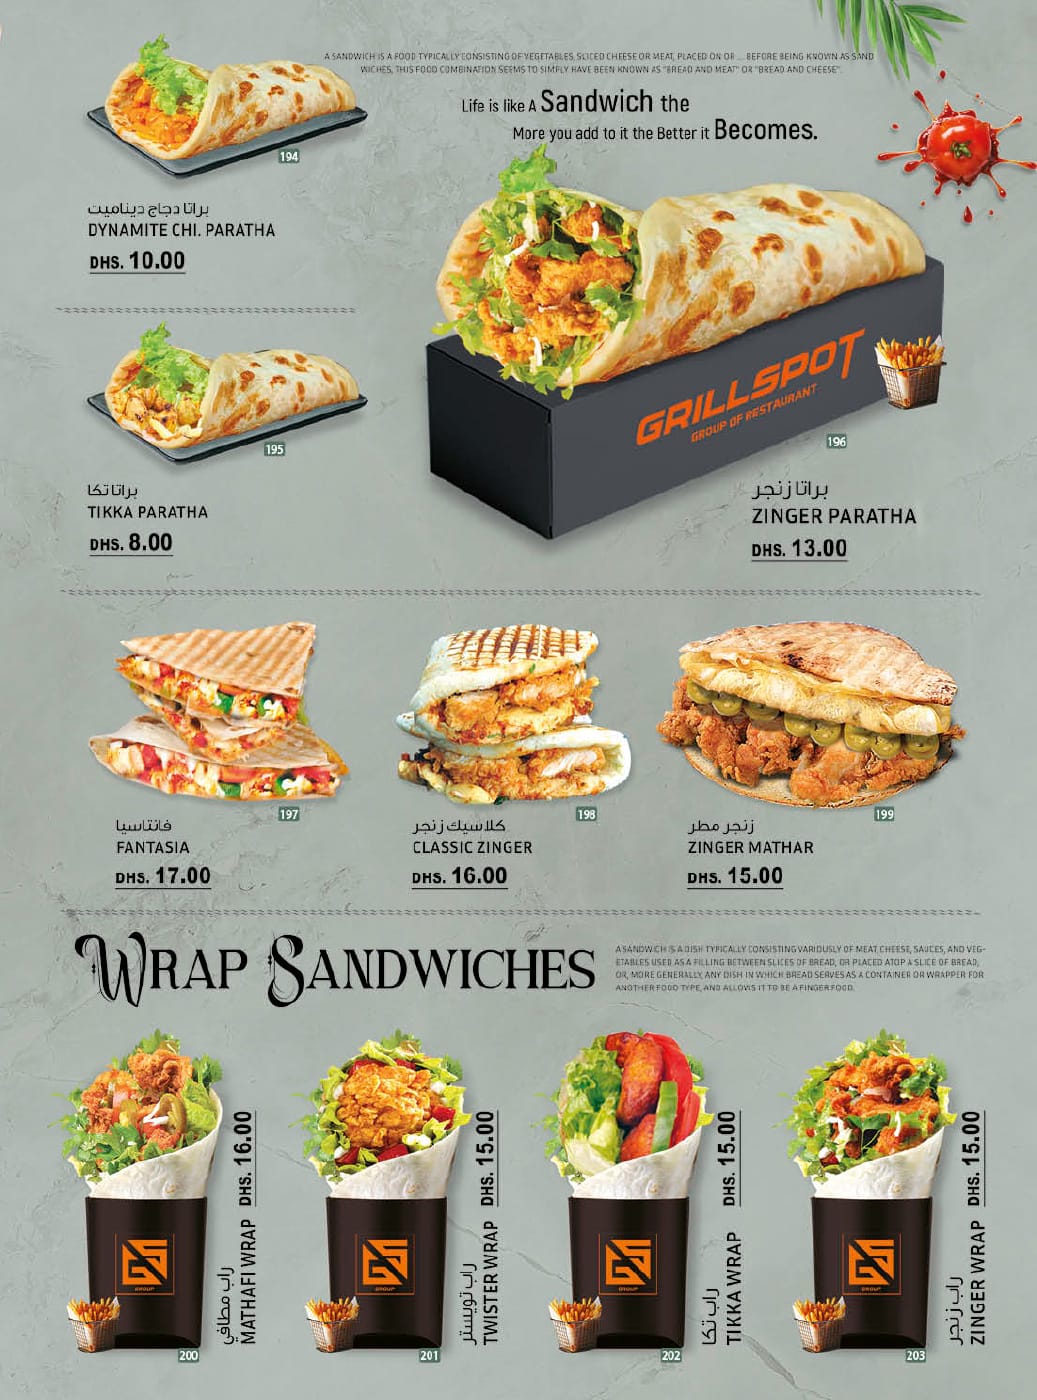 A SANDWICH IS A FOOD TYPICALLY CONSISTING OF VEGETABLES, SLICED CHEESE OR MEAT, PLACED ON OR ... BEFORE BEING KNOWN AS SAND
WICHES, THIS FOOD COMBINATION SEEMS TO SIMPLY HAVE BEEN KNOWN AS "BREAD AND MEAT" OR "BREAD AND CHEESE".
Life is like A Sandwich the
More you add to it the Better it Becomes.
194
براتا دجاج ديناميت
DYNAMITE CHI. PARATHA
DHS. 10.00
195
براتا تكا
TIKKA PARATHA
DHS. 8.00
GRILLSPOT
GROUP OF RESTAURANT
196
براتا زنجر
ZINGER PARATHA
DHS. 13.00
197
فانتاسيا
FANTASIA
DHS. 17.00
198
كلاسيك زنجر
CLASSIC ZINGER
DHS. 16.00
199
زنجر مطر
ZINGER MATHAR
DHS. 15.00
WRAP SANDWICHES
A SANDWICH IS A DISH TYPICALLY CONSISTING VARIOUSLY OF MEAT, CHEESE, SAUCES, AND VEG-
ETABLES USED AS A FILLING BETWEEN SLICES OF BREAD, OR PLACED ATOP A SLICE OF BREAD,
OR, MORE GENERALLY, ANY DISH IN WHICH BREAD SERVES AS A CONTAINER OR WRAPPER FOR
ANOTHER FOOD TYPE, AND ALLOWS IT TO BE A FINGER FOOD.
GS
GROUP
200
راب مطافي
MATHAFI WRAP DHS. 16.00
GS
GROUP
201
راب تويستر
TWISTER WRAP DHS. 15.00
GS
GROUP
202
راب تكا
TIKKA WRAP DHS. 15.00
GS
GROUP
203
راب زنجر
ZINGER WRAP DHS. 15.00